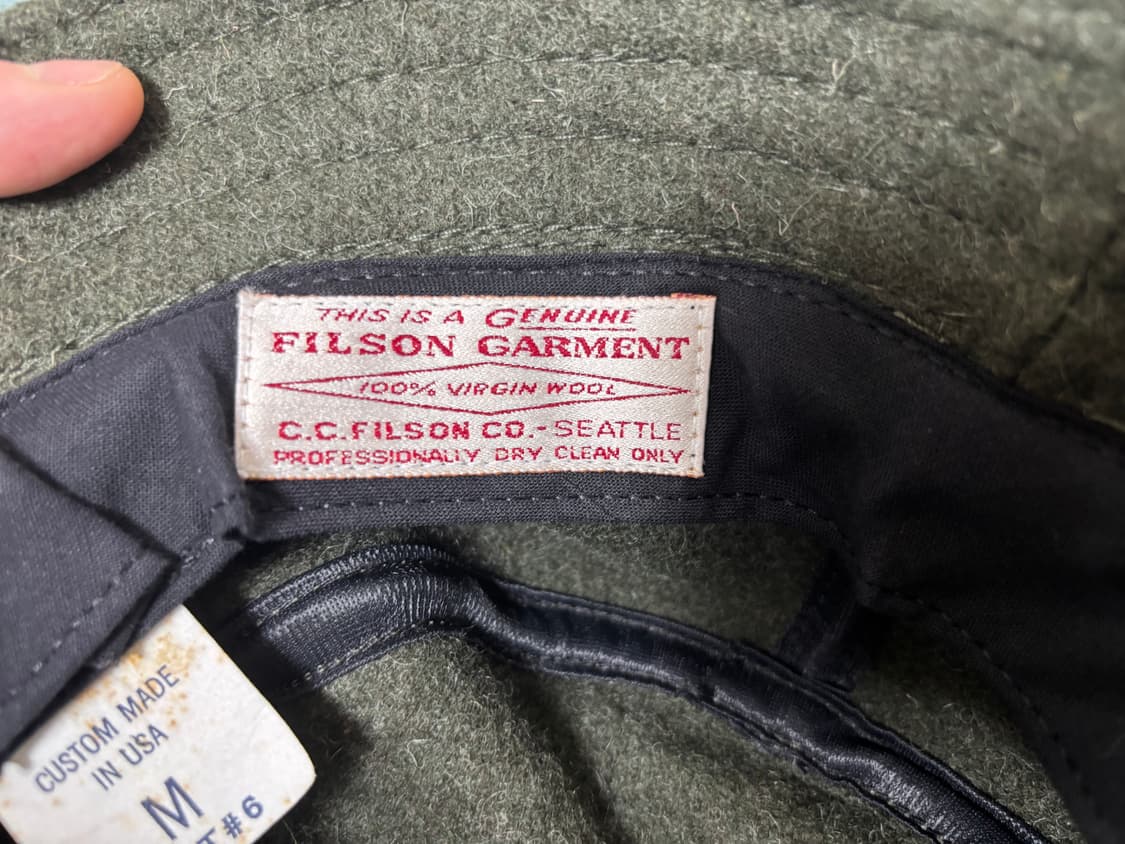 THIS IS A GENUINE
FILSON GARMENT
100% VIRGIN WOOL
C.C. FILSON CO. - SEATTLE
PROFESSIONALLY DRY CLEAN ONLY
CUSTOM MADE
IN USA
M
#6